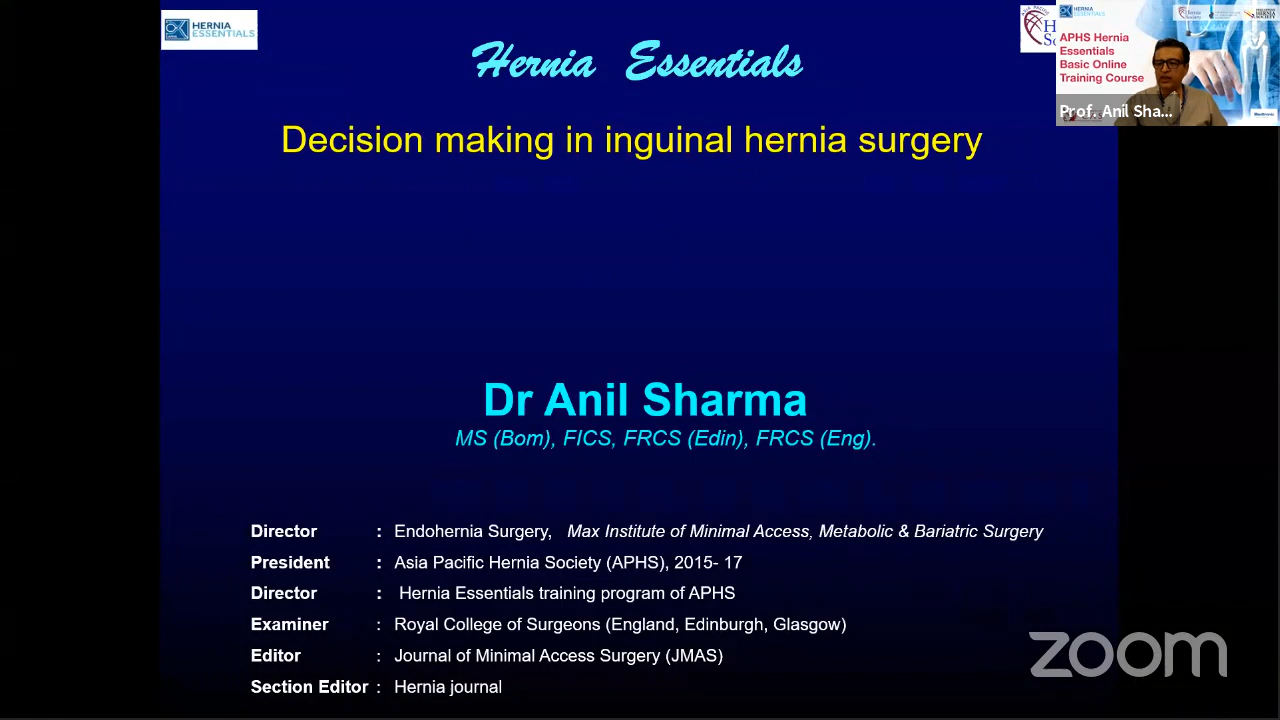 HERNIA
ESSENTIALS
Hernia Essentials
Decision making in inguinal hernia surgery
HERNIA
ESSENTIALS
APHS Hernia
Essentials
Basic Online
Training Course
Prof. Anil Sha...
Medtronic
Dr Anil Sharma
MS (Bom), FICS, FRCS (Edin), FRCS (Eng).
Director : Endohernia Surgery, Max Institute of Minimal Access, Metabolic & Bariatric Surgery
President : Asia Pacific Hernia Society (APHS), 2015- 17
Director : Hernia Essentials training program of APHS
Examiner : Royal College of Surgeons (England, Edinburgh, Glasgow)
Editor : Journal of Minimal Access Surgery (JMAS)
Section Editor : Hernia journal
zoom